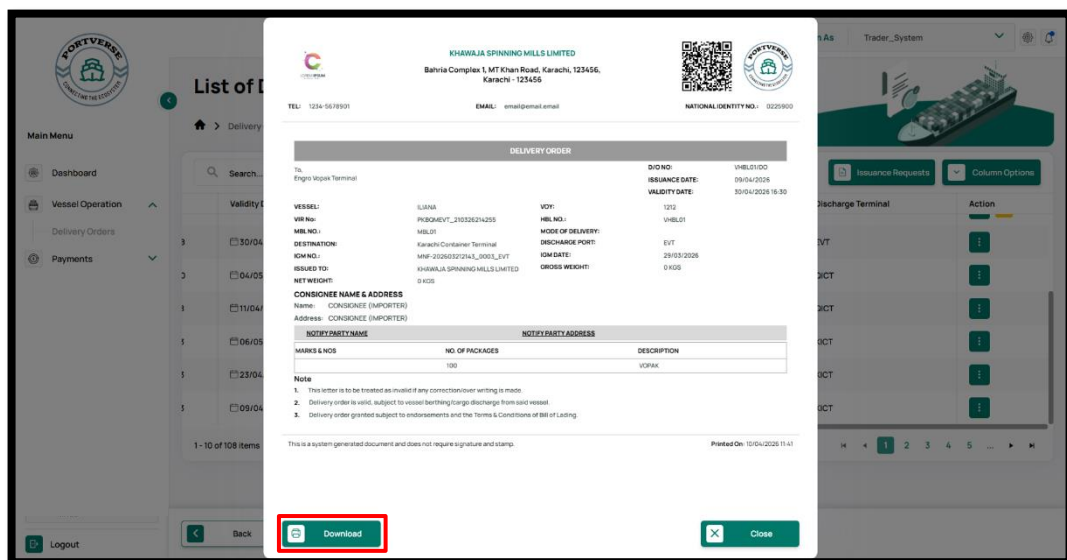 PORTVERSE
CONNECTING THE ECOSYSTEM
Main Menu
Dashboard
Vessel Operation
Delivery Orders
Payments
Logout
List of D
Delivery
Search...
Validity D
30/04
04/05
11/04/
06/05
23/04
09/04
1 - 10 of 108 items
Back
n As
Trader_System
Issuance Requests
Column Options
Discharge Terminal
Action
EVT
QICT
1 2 3 4 5 ...
KHAWAJA SPINNING MILLS LIMITED
Bahria Complex 1, MT Khan Road, Karachi, 123456,
Karachi - 123456
TEL: 1234-5678901
EMAIL: email@email.email
NATIONAL IDENTITY NO.: 0225900
DELIVERY ORDER
To,
Engro Vopak Terminal
D/O NO: VHBL01/DO
ISSUANCE DATE: 09/04/2026
VALIDITY DATE: 30/04/2026 16:30
VESSEL: ILIANA VOY: 1212
VIR No: PKBQMEVT_210326214255 HBL NO.: VHBL01
MBL NO.: MBL01 MODE OF DELIVERY:
DESTINATION: Karachi Container Terminal DISCHARGE PORT: EVT
IGM NO.: MNF-202603212143_0003_EVT IGM DATE: 29/03/2026
ISSUED TO: KHAWAJA SPINNING MILLS LIMITED GROSS WEIGHT: 0 KGS
NET WEIGHT: 0 KGS
CONSIGNEE NAME & ADDRESS
Name: CONSIGNEE (IMPORTER)
Address: CONSIGNEE (IMPORTER)
NOTIFY PARTY NAME NOTIFY PARTY ADDRESS
MARKS & NOS NO. OF PACKAGES DESCRIPTION
100 VOPAK
Note
1. This letter is to be treated as invalid if any correction/over writing is made.
2. Delivery order is valid, subject to vessel berthing/cargo discharge from said vessel.
3. Delivery order granted subject to endorsements and the Terms & Conditions of Bill of Lading.
This is a system generated document and does not require signature and stamp.
Printed On: 10/04/2026 11:41
Download
Close